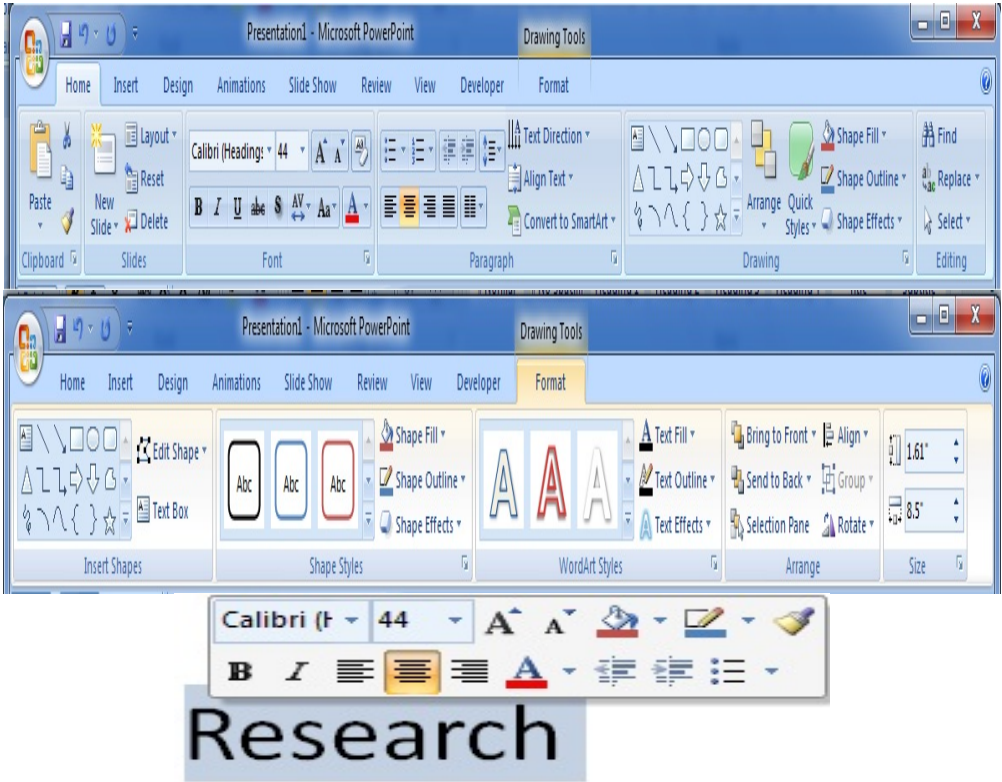 Presentation1 - Microsoft PowerPoint Drawing Tools
Home Insert Design Animations Slide Show Review View Developer Format
Paste
New Slide
Layout
Reset
Delete
Calibri (Headings 44
B I U abc S AV Aa A
Text Direction
Align Text
Convert to SmartArt
Arrange
Quick Styles
Shape Fill
Shape Outline
Shape Effects
Find
Replace
Select
Clipboard Slides Font Paragraph Drawing Editing
Presentation1 - Microsoft PowerPoint Drawing Tools
Home Insert Design Animations Slide Show Review View Developer Format
Edit Shape
Text Box
Abc Abc Abc
Shape Fill
Shape Outline
Shape Effects
A A A
Text Fill
Text Outline
Text Effects
Bring to Front
Send to Back
Selection Pane
Align
Group
Rotate
1.61"
8.5"
Insert Shapes Shape Styles WordArt Styles Arrange Size
Calibri (H 44 A A
B I A
Research